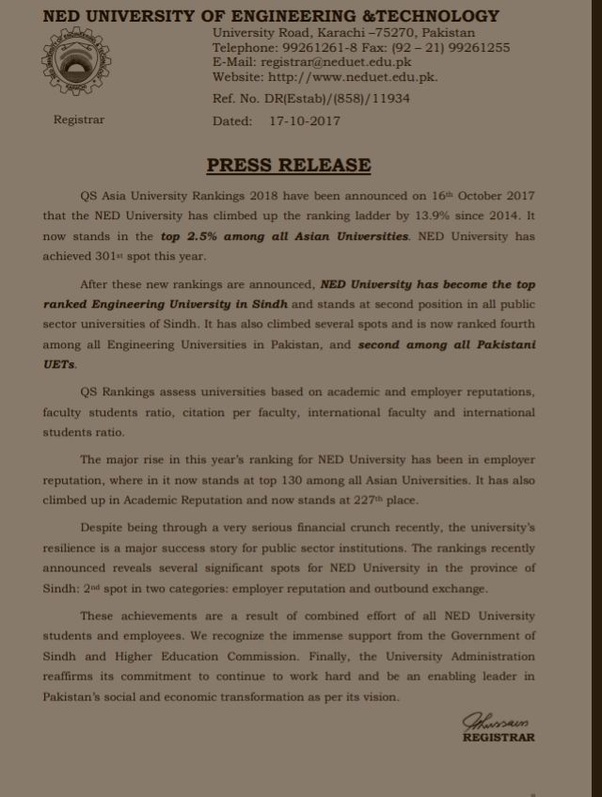 NED UNIVERSITY OF ENGINEERING &TECHNOLOGY
University Road, Karachi –75270, Pakistan
Telephone: 99261261-8 Fax: (92 – 21) 99261255
E-Mail: registrar@neduet.edu.pk
Website: http://www.neduet.edu.pk.
Ref. No. DR(Estab)/(858)/11934
Registrar
Dated: 17-10-2017
PRESS RELEASE
QS Asia University Rankings 2018 have been announced on 16th October 2017
that the NED University has climbed up the ranking ladder by 13.9% since 2014. It
now stands in the top 2.5% among all Asian Universities. NED University has
achieved 301st spot this year.
After these new rankings are announced, NED University has become the top
ranked Engineering University in Sindh and stands at second position in all public
sector universities of Sindh. It has also climbed several spots and is now ranked fourth
among all Engineering Universities in Pakistan, and second among all Pakistani
UETs.
QS Rankings assess universities based on academic and employer reputations,
faculty students ratio, citation per faculty, international faculty and international
students ratio.
The major rise in this year's ranking for NED University has been in employer
reputation, where in it now stands at top 130 among all Asian Universities. It has also
climbed up in Academic Reputation and now stands at 227th place.
Despite being through a very serious financial crunch recently, the university's
resilience is a major success story for public sector institutions. The rankings recently
announced reveals several significant spots for NED University in the province of
Sindh: 2nd spot in two categories: employer reputation and outbound exchange.
These achievements are a result of combined effort of all NED University
students and employees. We recognize the immense support from the Government of
Sindh and Higher Education Commission. Finally, the University Administration
reaffirms its commitment to continue to work hard and be an enabling leader in
Pakistan's social and economic transformation as per its vision.
REGISTRAR